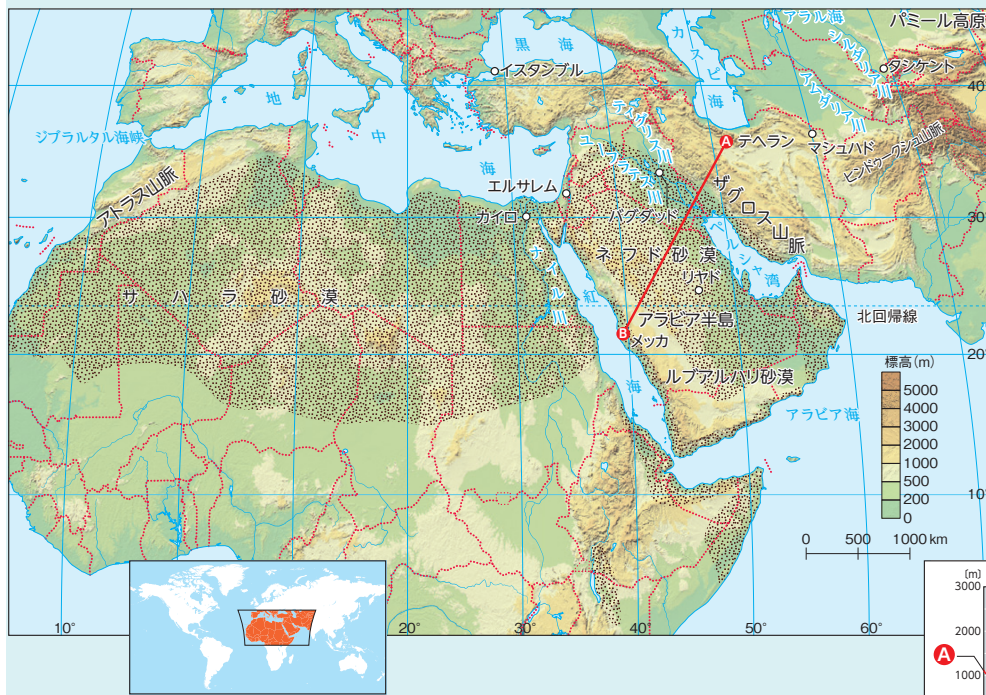 アラル海
パミール高原
シルダリア川
タシケント
カスピ海
黒海
イスタンブル
アムダリア川
40°
地中海
ジブラルタル海峡
ティグリス川
ユーフラテス川
A
テヘラン
マシュハド
ヒンドゥークシュ山脈
アトラス山脈
エルサレム
カイロ
バグダッド
ザグロス山脈
30°
ペルシャ湾
ナイル川
ネフド砂漠
リヤド
サハラ砂漠
紅海
北回帰線
アラビア半島
B
メッカ
20°
ルブアルハリ砂漠
アラビア海
標高(m)
5000
4000
3000
2000
1000
500
200
0
10°
0 500 1000km
10° 20° 30° 40° 50° 60°
[m]
3000
2000
A
1000